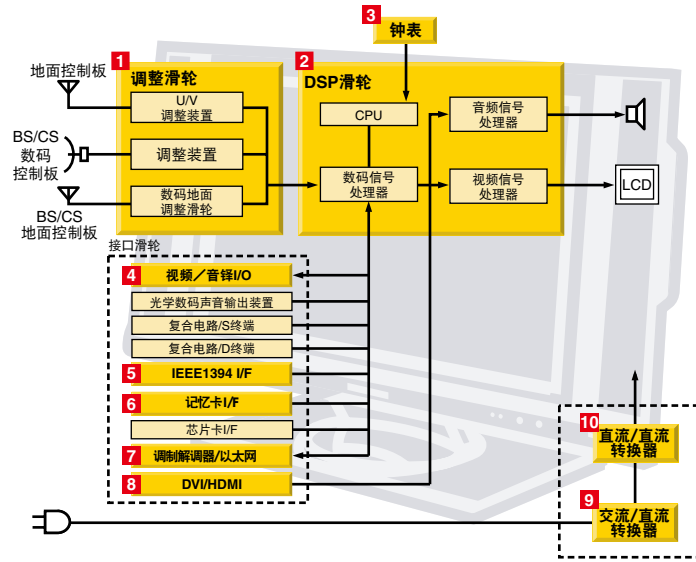 3
钟表
1
调整滑轮
2
DSP滑轮
地面控制板
U/V
调整装置
CPU
音频信号
处理器
BS/CS
数码
控制板
调整装置
数码信号
处理器
视频信号
处理器
LCD
数码地面
调整滑轮
BS/CS
地面控制板
接口滑轮
4
视频／音铎I/O
光学数码声音输出装置
复合电路/S终端
复合电路/D终端
5
IEEE1394 I/F
6
记忆卡I/F
芯片卡I/F
7
调制解调器/以太网
8
DVI/HDMI
10
直流/直流
转换器
9
交流/直流
转换器